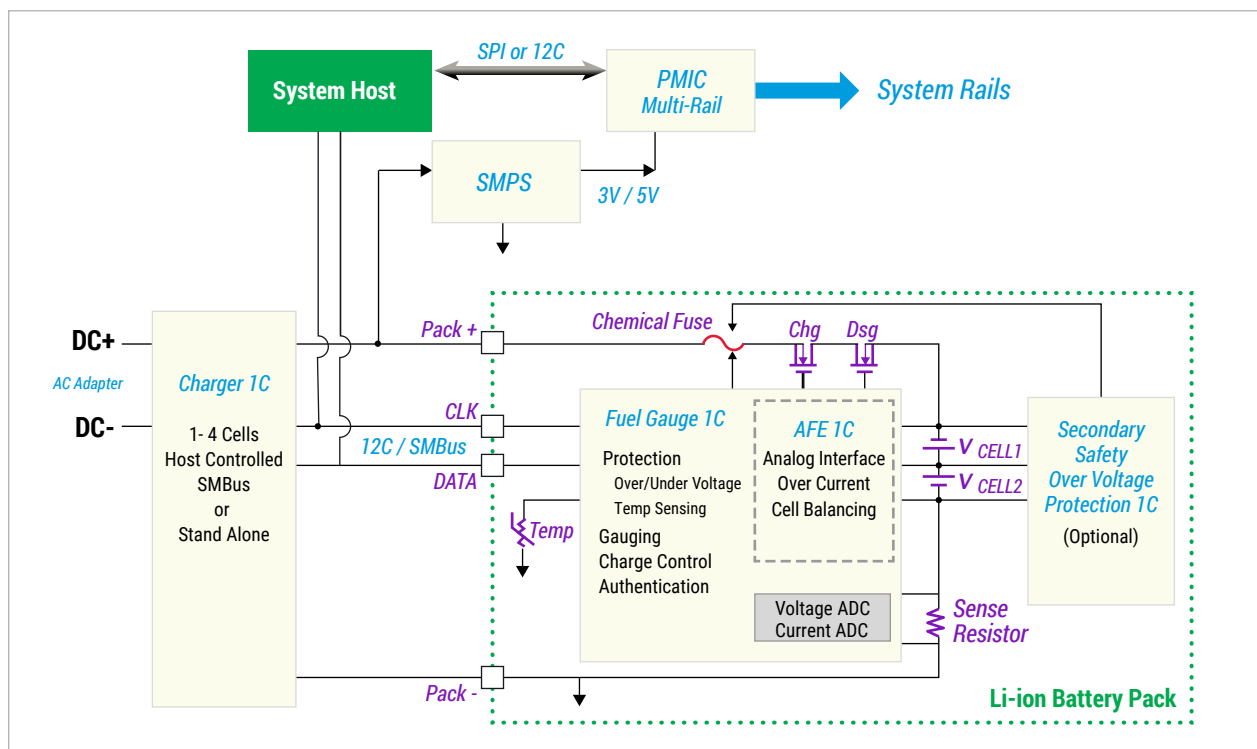 SPI or 12C
System Host
PMIC
Multi-Rail
System Rails
SMPS
3V / 5V
DC+
AC Adapter
DC-
Charger 1C
1- 4 Cells
Host Controlled
SMBus
or
Stand Alone
Pack +
CLK
12C / SMBus
DATA
Pack -
Chemical Fuse
Chg
Dsg
Temp
Fuel Gauge 1C
Protection
Over/Under Voltage
Temp Sensing
Gauging
Charge Control
Authentication
AFE 1C
Analog Interface
Over Current
Cell Balancing
Voltage ADC
Current ADC
V CELL1
V CELL2
Sense
Resistor
Secondary
Safety
Over Voltage
Protection 1C
(Optional)
Li-ion Battery Pack